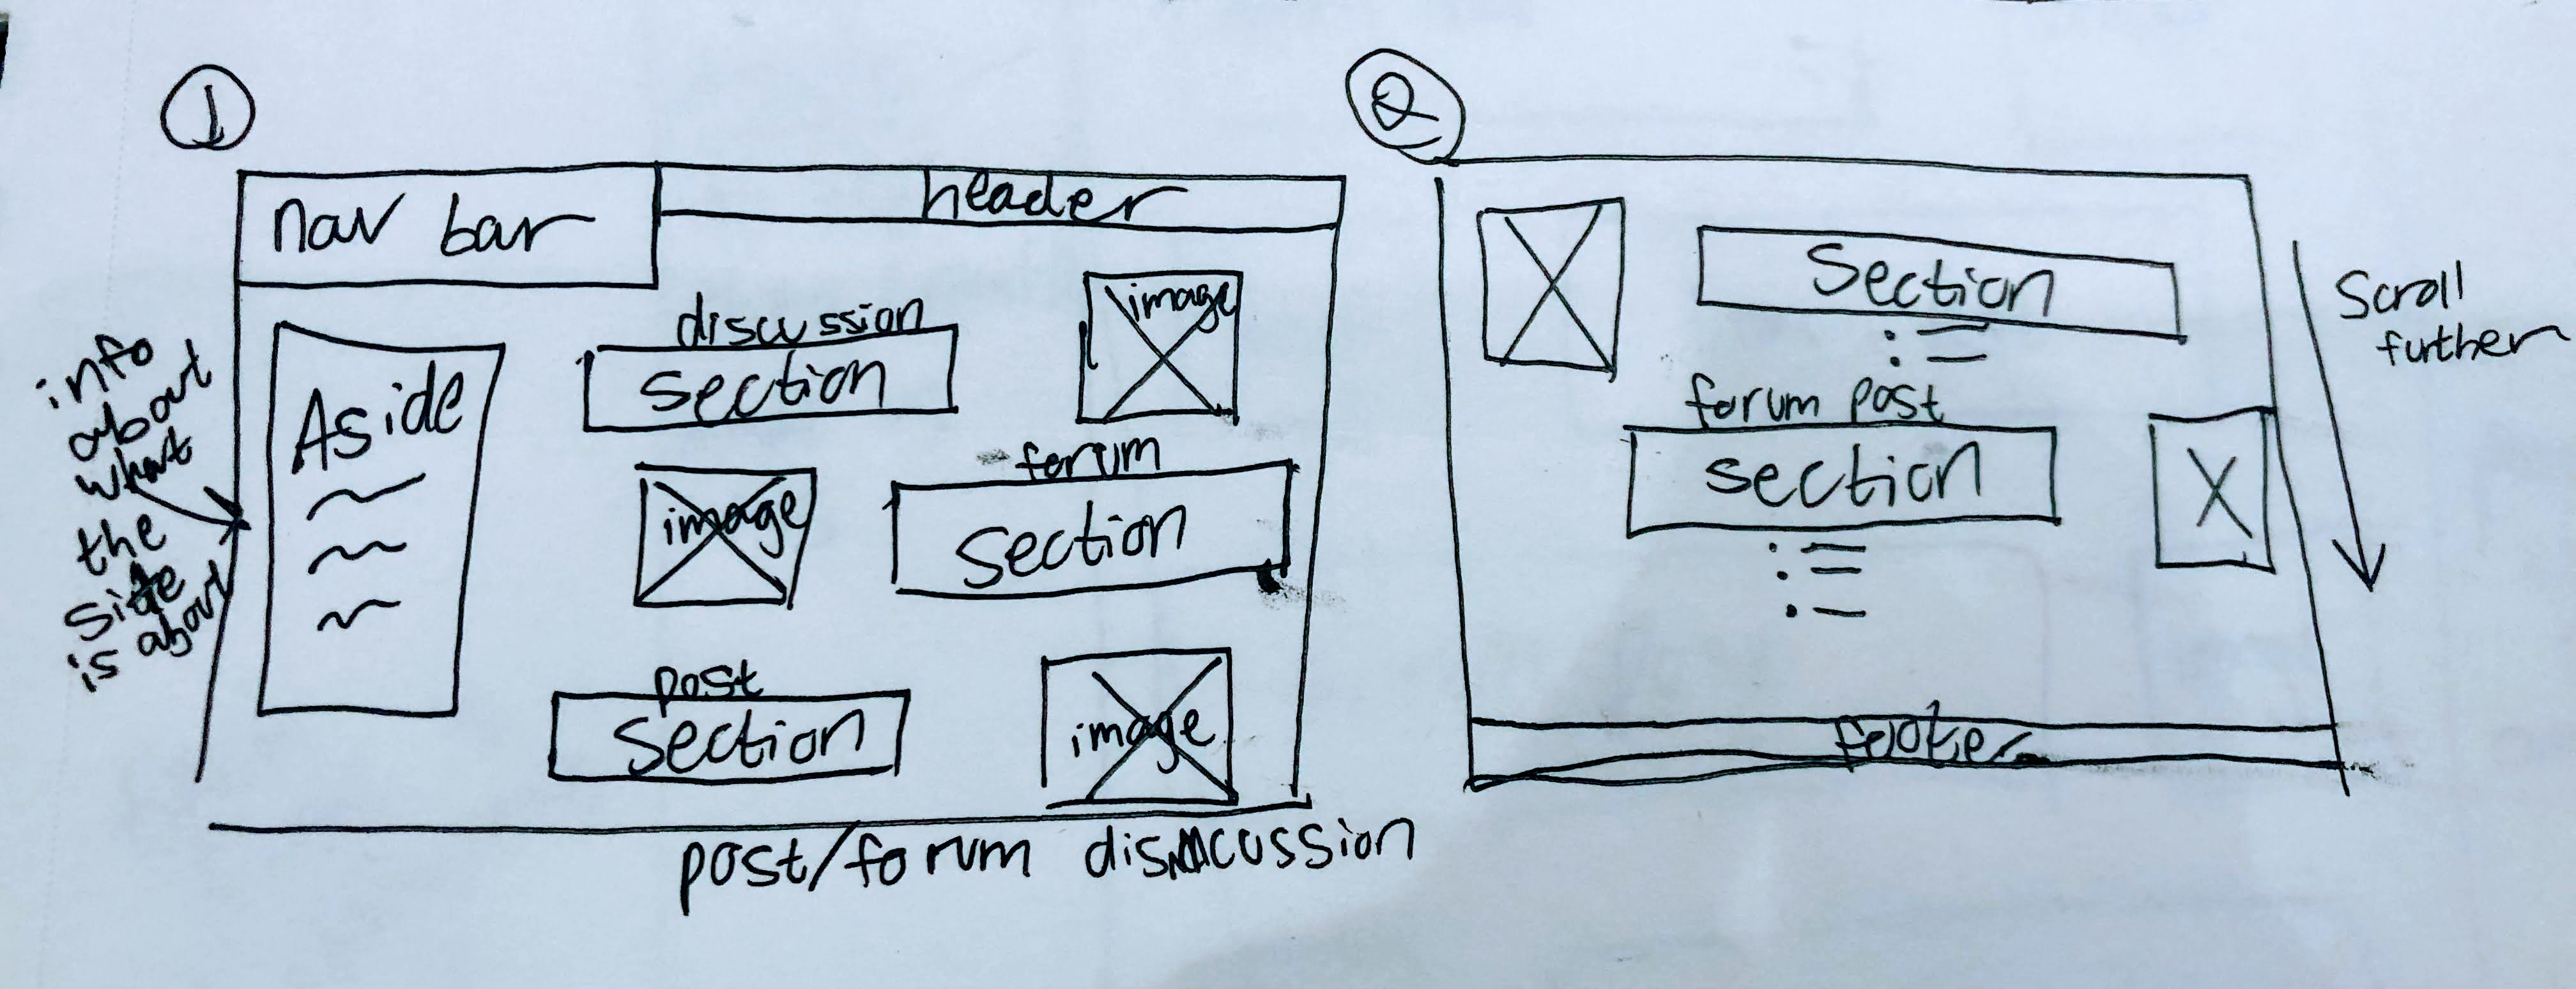 1
nav bar
header
info
about
what
the
site
is about
Aside
discussion
section
image
image
forum
section
post
section
image
post/forum discussion
2
Section
forum post
section
footer
Scroll
further